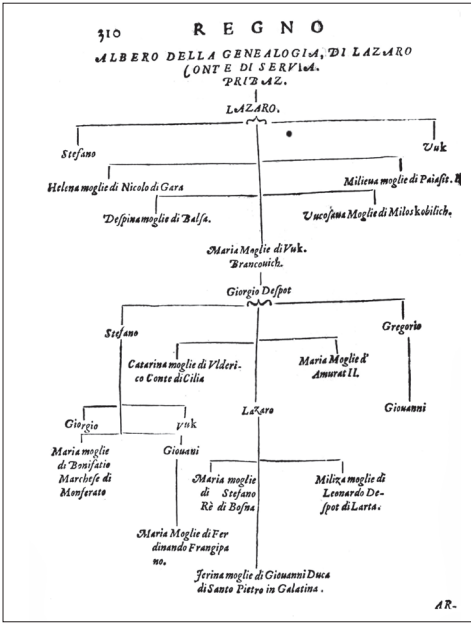 310 REGNO
ALBERO DELLA GENEALOGIA, DI LAZARO
CONTE DI SERVIA.
PRIBAZ.
LAZARO.
Stefano
Vuk
Helena moglie di Nicolo di Gara
Milieua moglie di Paiasit. I
Despina moglie di Balsa.
Vucosaua Moglie di Milos kobilich.
Maria Moglie di Vuk.
Brancouich.
Giorgio Despot
Stefano
Gregorio
Catarina moglie di Vlderi-
co Conte di Cilia
Maria Moglie d'
Amurat II.
Lazaro
Giouanni
Giorgio
Vuk
Maria moglie
di Bonifatio
Marchese di
Monferato
Giouani
Maria moglie
di Stefano
Rè di Bosna
Miliza moglie di
Leonardo De-
spot di Larta.
Maria Moglie di Fer
dinando Frangipa
no.
Jerina moglie di Giouanni Duca
di Santo Pietro in Galatina.
AR-